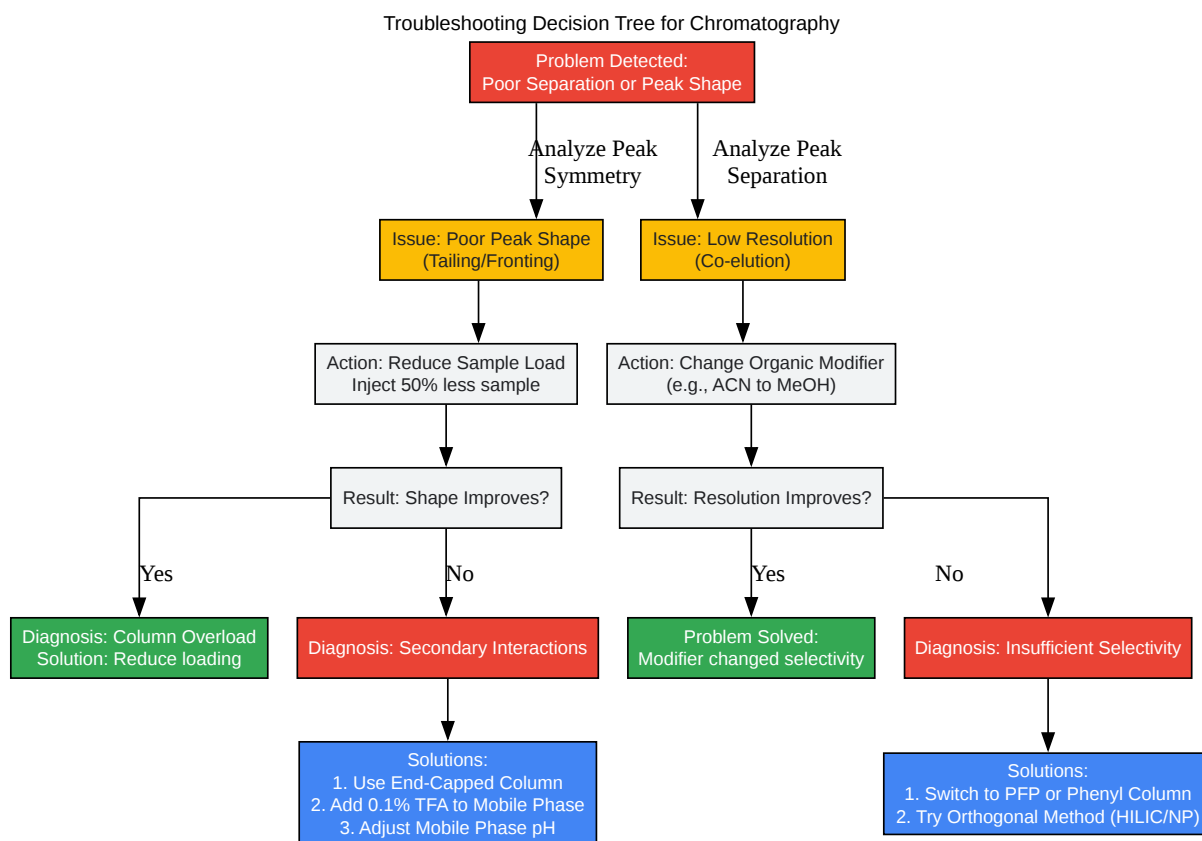 Troubleshooting Decision Tree for Chromatography
Problem Detected:
Poor Separation or Peak Shape
Analyze Peak
Symmetry
Analyze Peak
Separation
Issue: Poor Peak Shape
(Tailing/Fronting)
Issue: Low Resolution
(Co-elution)
Action: Reduce Sample Load
Inject 50% less sample
Action: Change Organic Modifier
(e.g., ACN to MeOH)
Result: Shape Improves?
Result: Resolution Improves?
Yes
No
Yes
No
Diagnosis: Column Overload
Solution: Reduce loading
Diagnosis: Secondary Interactions
Problem Solved:
Modifier changed selectivity
Diagnosis: Insufficient Selectivity
Solutions:
1. Use End-Capped Column
2. Add 0.1% TFA to Mobile Phase
3. Adjust Mobile Phase pH
Solutions:
1. Switch to PFP or Phenyl Column
2. Try Orthogonal Method (HILIC/NP)